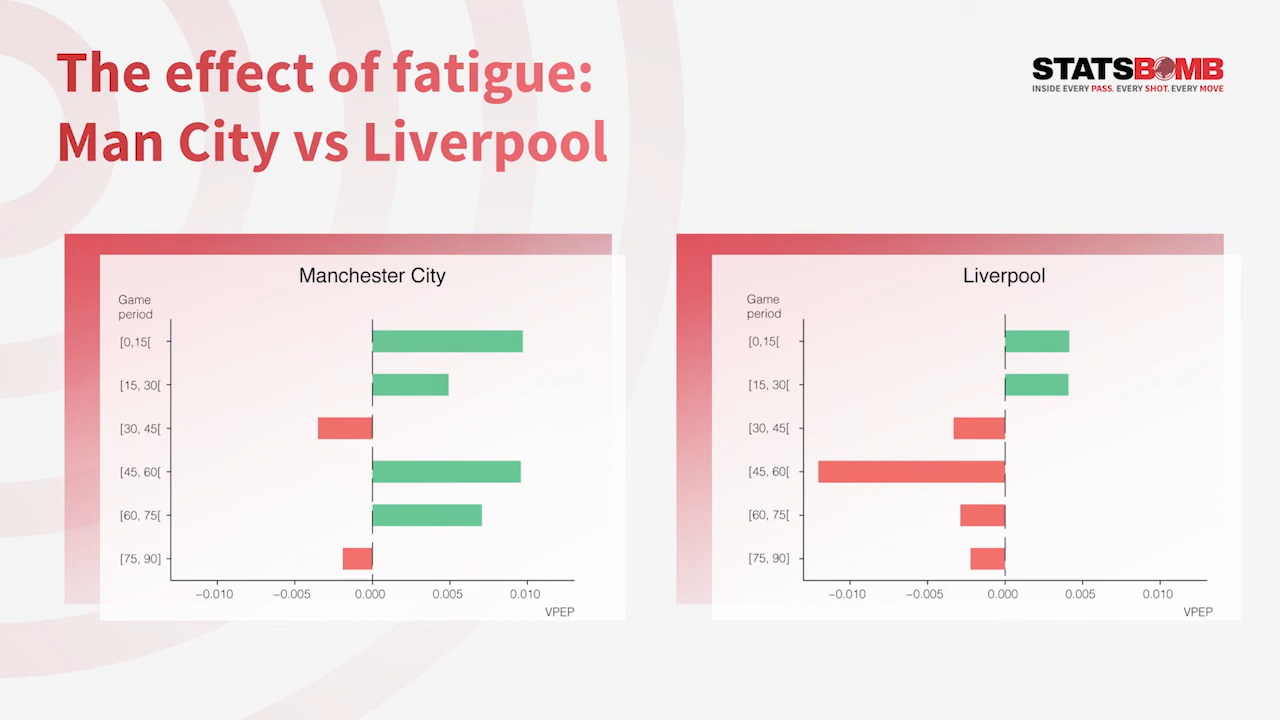 The effect of fatigue:
Man City vs Liverpool
STATSBOMB
INSIDE EVERY PASS. EVERY SHOT. EVERY MOVE
Manchester City
Game
period
[0,15[
[15, 30[
[30, 45[
[45, 60[
[60, 75[
[75, 90]
−0.010 −0.005 0.000 0.005 0.010
VPEP
Liverpool
Game
period
[0,15[
[15, 30[
[30, 45[
[45, 60[
[60, 75[
[75, 90]
−0.010 −0.005 0.000 0.005 0.010
VPEP